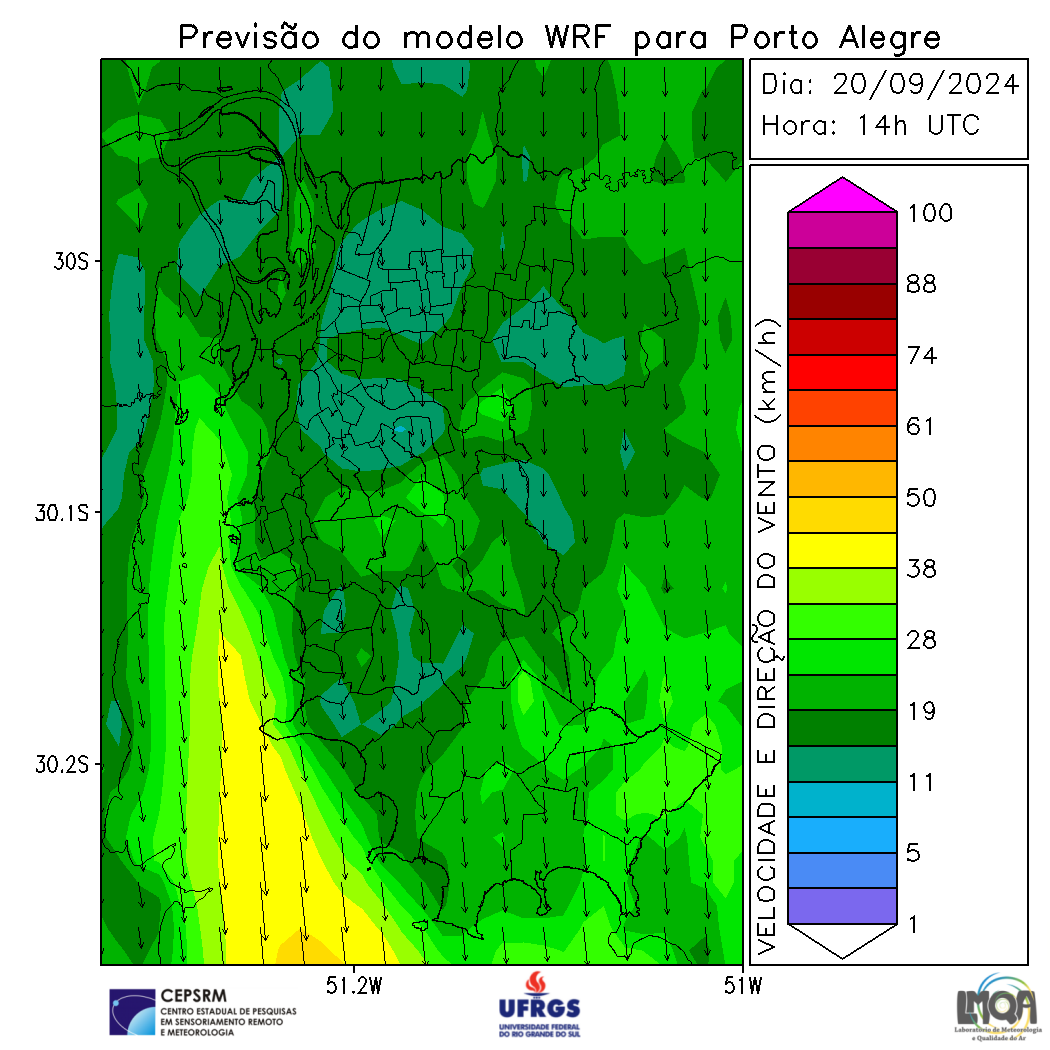 Previsão do modelo WRF para Porto Alegre
Dia: 20/09/2024
Hora: 14h UTC
30S
30.1S
30.2S
51.2W
51W
VELOCIDADE E DIREÇÃO DO VENTO (km/h)
100
88
74
61
50
38
28
19
11
5
1
CEPSRM
CENTRO ESTADUAL DE PESQUISAS
EM SENSORIAMENTO REMOTO
E METEOROLOGIA
UFRGS
UNIVERSIDADE FEDERAL
DO RIO GRANDE DO SUL
LMQA
Laboratório de Meteorologia
e Qualidade do Ar